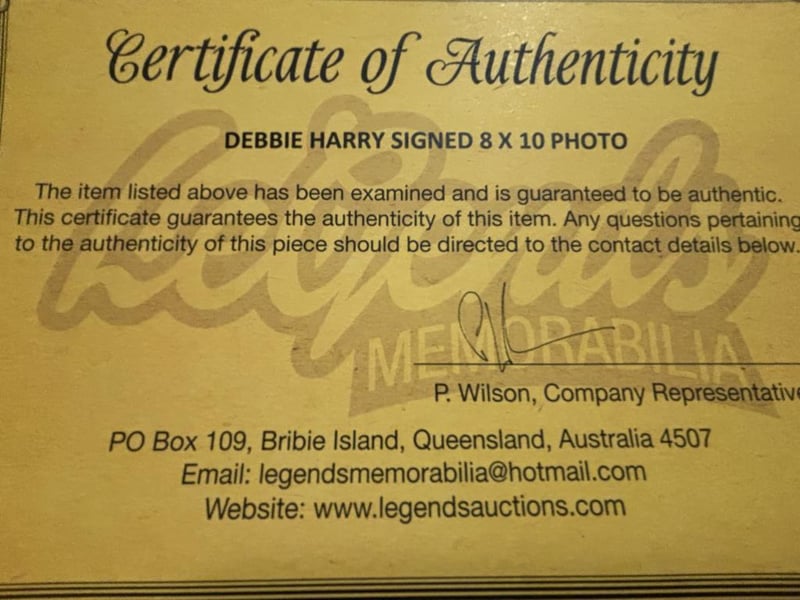 Certificate of Authenticity
DEBBIE HARRY SIGNED 8 X 10 PHOTO
The item listed above has been examined and is guaranteed to be authentic.
This certificate guarantees the authenticity of this item. Any questions pertaining
to the authenticity of this piece should be directed to the contact details below.
Legends
MEMORABILIA
P. Wilson, Company Representative
PO Box 109, Bribie Island, Queensland, Australia 4507
Email: legendsmemorabilia@hotmail.com
Website: www.legendsauctions.com